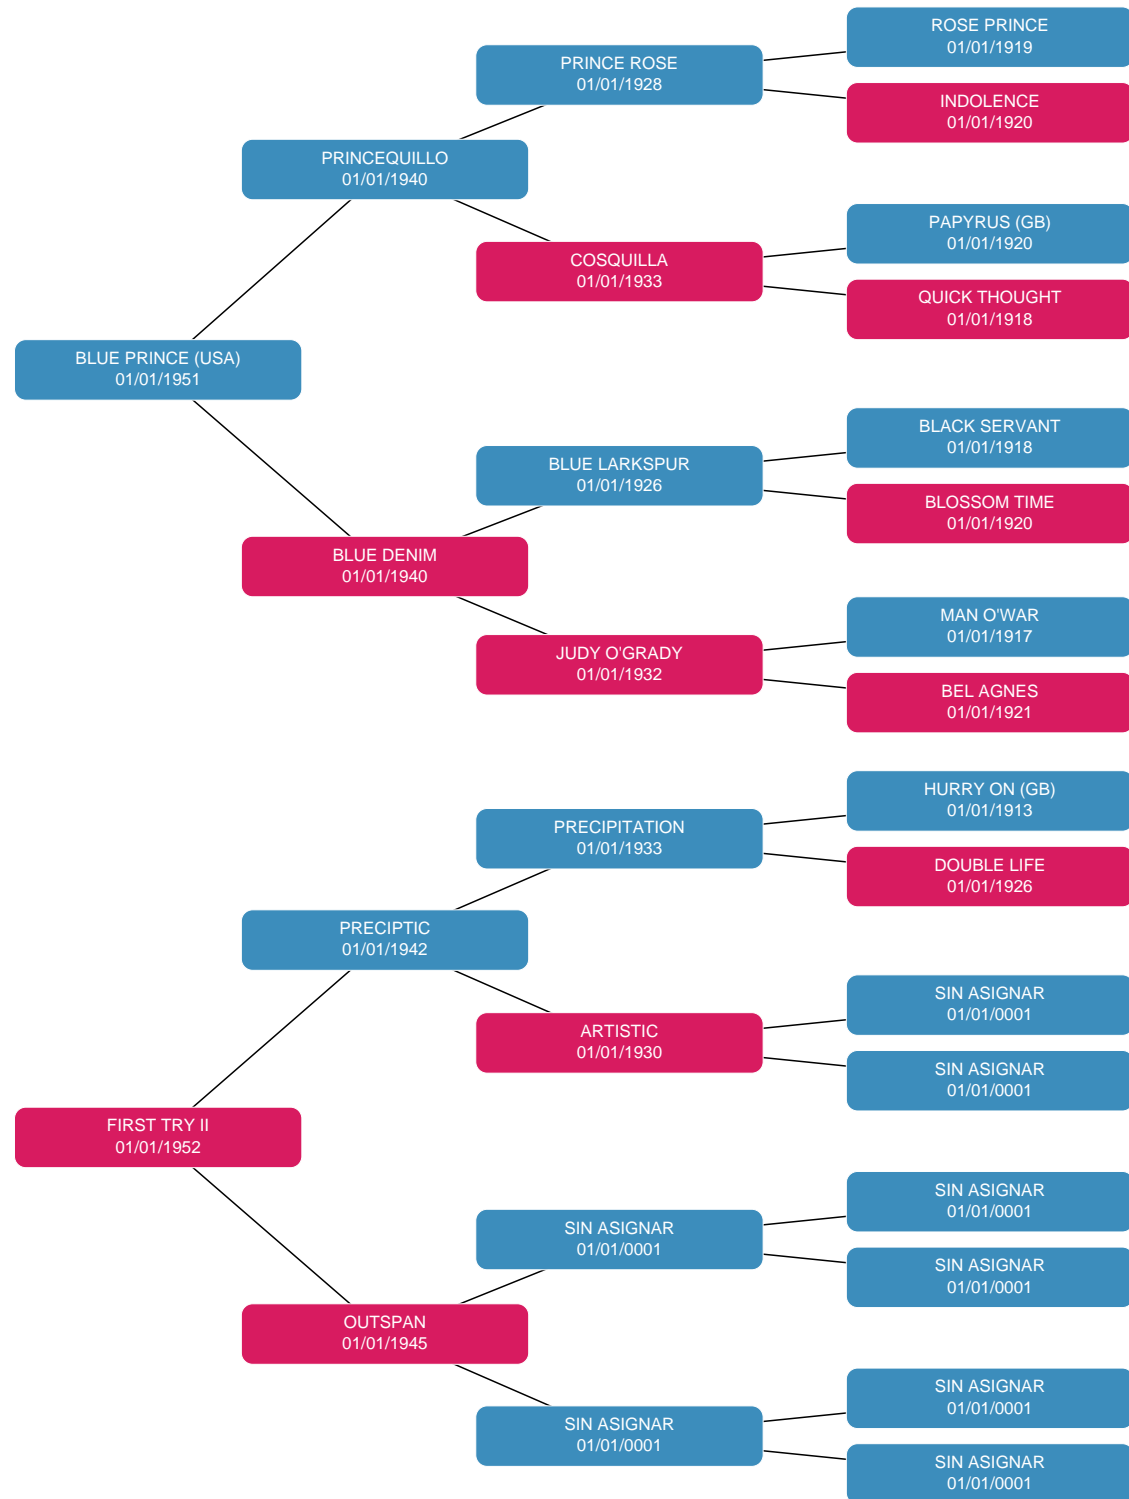 ROSE PRINCE
01/01/1919
PRINCE ROSE
01/01/1928
INDOLENCE
01/01/1920
PRINCEQUILLO
01/01/1940
PAPYRUS (GB)
01/01/1920
COSQUILLA
01/01/1933
QUICK THOUGHT
01/01/1918
BLUE PRINCE (USA)
01/01/1951
BLACK SERVANT
01/01/1918
BLUE LARKSPUR
01/01/1926
BLOSSOM TIME
01/01/1920
BLUE DENIM
01/01/1940
MAN O'WAR
01/01/1917
JUDY O'GRADY
01/01/1932
BEL AGNES
01/01/1921
HURRY ON (GB)
01/01/1913
PRECIPITATION
01/01/1933
DOUBLE LIFE
01/01/1926
PRECIPTIC
01/01/1942
SIN ASIGNAR
01/01/0001
ARTISTIC
01/01/1930
SIN ASIGNAR
01/01/0001
FIRST TRY II
01/01/1952
SIN ASIGNAR
01/01/0001
SIN ASIGNAR
01/01/0001
SIN ASIGNAR
01/01/0001
OUTSPAN
01/01/1945
SIN ASIGNAR
01/01/0001
SIN ASIGNAR
01/01/0001
SIN ASIGNAR
01/01/0001